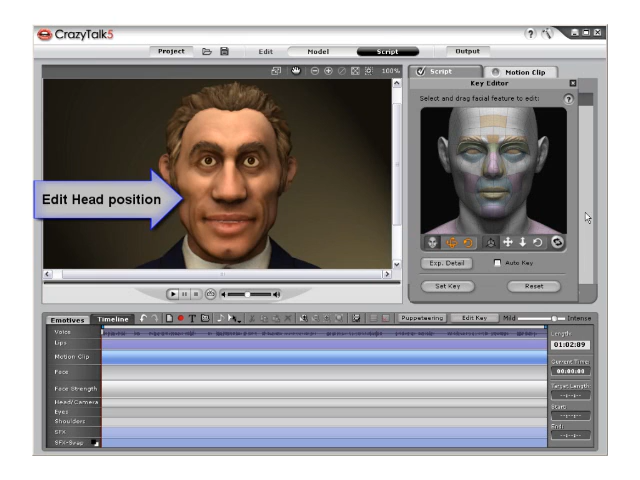 CrazyTalk5
Project Edit Model Script Output
100%
Script Motion Clip
Key Editor
Select and drag facial feature to edit:
Edit Head position
Exp. Detail Auto Key
Set Key Reset
Emotives Timeline Puppeteering Edit Key Mild Intense
Voice
Lips
Motion Clip
Face
Face Strength
Head/Camera
Eyes
Shoulders
SFX
SFX-Swap
Length:
01:02:09
Current Time:
00:00:00
Target Length:
--:--:--
Start:
--:--:--
End:
--:--:--